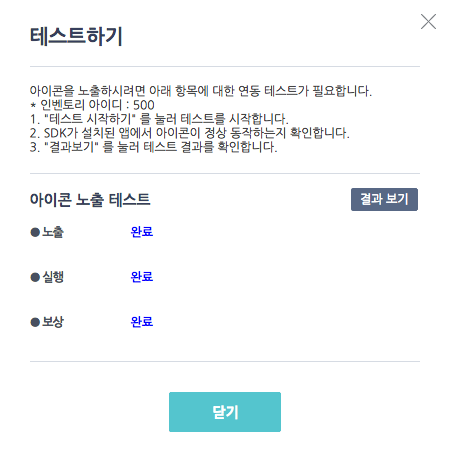 테스트하기
아이콘을 노출하시려면 아래 항목에 대한 연동 테스트가 필요합니다.
* 인벤토리 아이디 : 500
1. "테스트 시작하기" 를 눌러 테스트를 시작합니다.
2. SDK가 설치된 앱에서 아이콘이 정상 동작하는지 확인합니다.
3. "결과보기" 를 눌러 테스트 결과를 확인합니다.
아이콘 노출 테스트 결과 보기
● 노출 완료
● 실행 완료
● 보상 완료
닫기